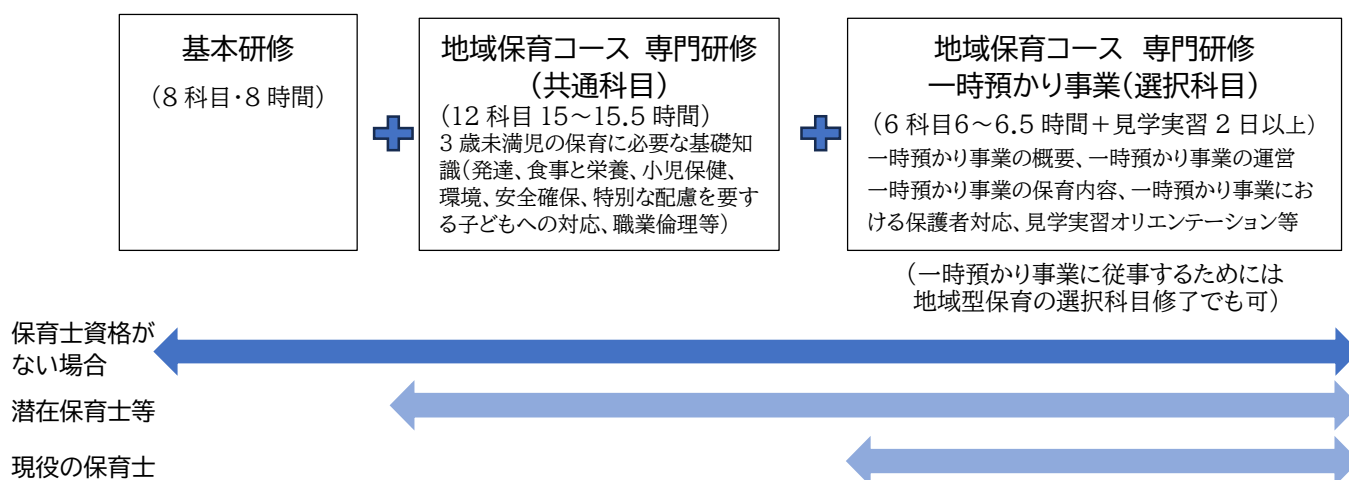 基本研修
(8科目・8時間)
地域保育コース 専門研修
(共通科目)
(12科目 15~15.5時間)
3歳未満児の保育に必要な基礎知
識(発達、食事と栄養、小児保健、
環境、安全確保、特別な配慮を要す
る子どもへの対応、職業倫理等)
地域保育コース 専門研修
一時預かり事業(選択科目)
(6科目6~6.5時間+見学実習2日以上)
一時預かり事業の概要、一時預かり事業の運営
一時預かり事業の保育内容、一時預かり事業にお
ける保護者対応、見学実習オリエンテーション等
(一時預かり事業に従事するためには
地域型保育の選択科目修了でも可)
保育士資格が
ない場合
潜在保育士等
現役の保育士